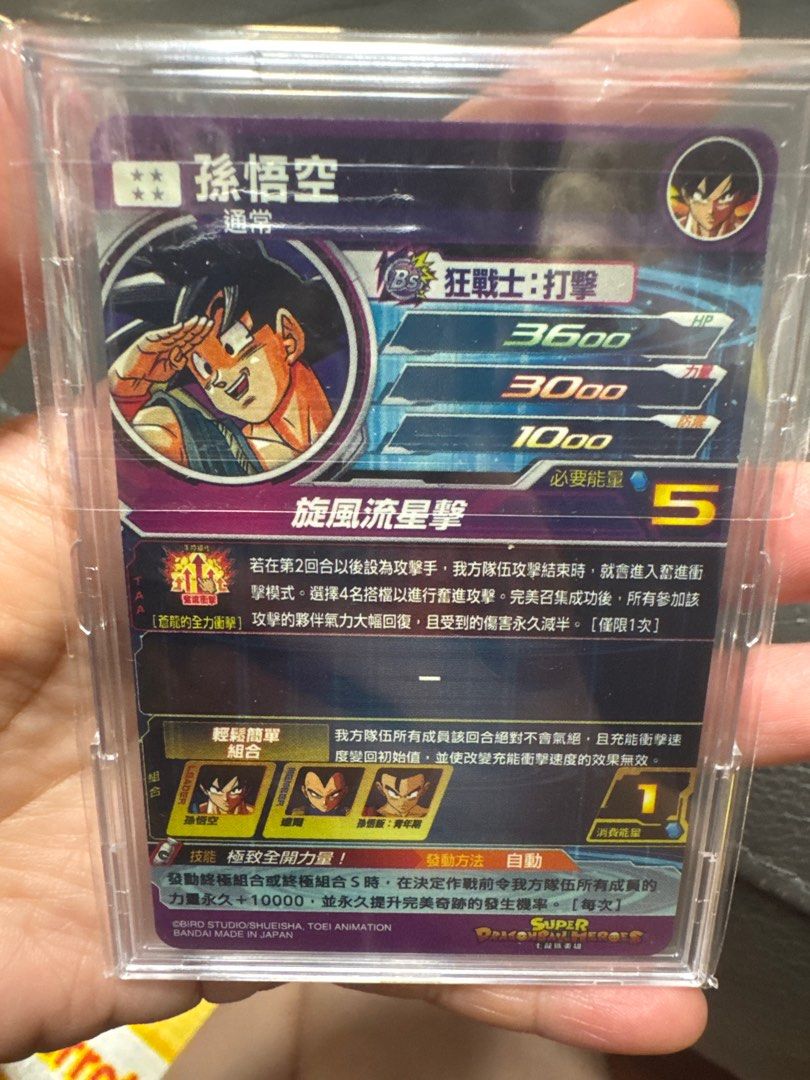 ★★
★★
孫悟空
通常
Bs
狂戰士：打擊
HP
3600
力量
3000
防禦
1000
必要能量
5
旋風流星擊
TAA
奮進衝擊
[蒼龍的全力衝擊]
若在第2回合以後設為攻擊手，我方隊伍攻擊結束時，就會進入奮進衝
擊模式。選擇4名搭檔以進行奮進攻擊。完美召集成功後，所有參加該
攻擊的夥伴氣力大幅回復，且受到的傷害永久減半。［僅限1次］
—
組合
輕鬆簡單
組合
我方隊伍所有成員該回合絕對不會氣絕，且充能衝擊速
度變回初始值，並使改變充能衝擊速度的效果無效。
LEADER
孫悟空
MEMBER
達爾
孫悟飯：青年期
1
消費能量
技能 極致全開力量！
發動方法 自動
發動終極組合或終極組合S時，在決定作戰前令我方隊伍所有成員的
力量永久＋10000，並永久提升完美奇跡的發生機率。［每次］
©BIRD STUDIO/SHUEISHA, TOEI ANIMATION
BANDAI MADE IN JAPAN
SUPER
DRAGONBALL HEROES
七龍珠英雄